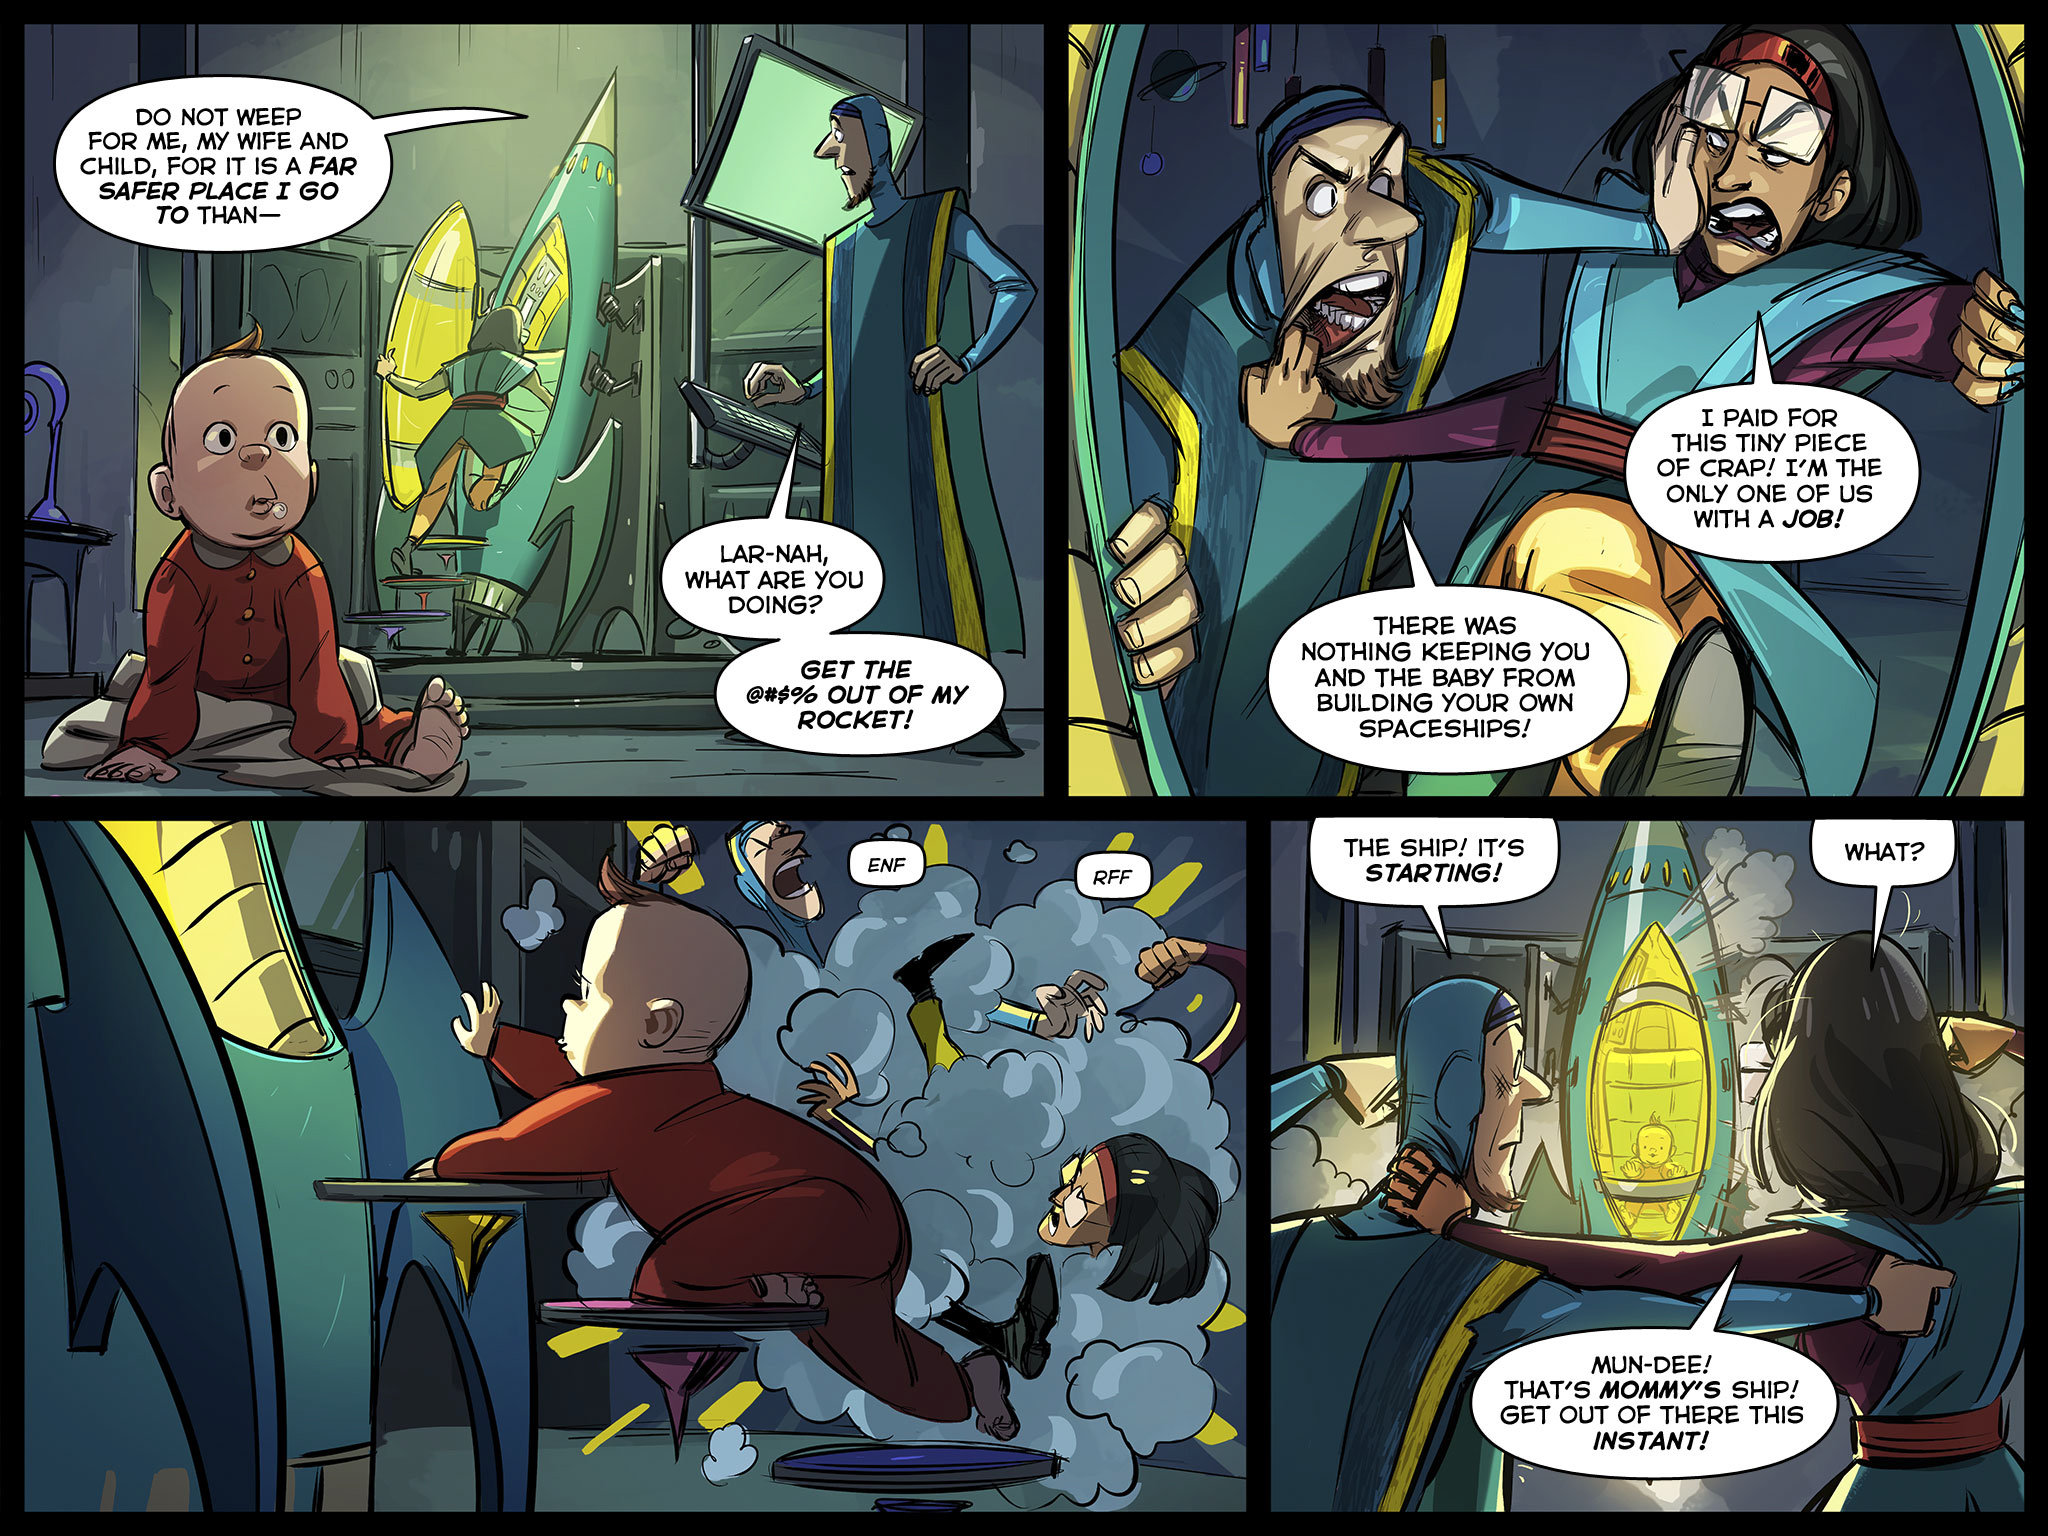 DO NOT WEEP
FOR ME, MY WIFE AND
CHILD, FOR IT IS A FAR
SAFER PLACE I GO
TO THAN—
LAR-NAH,
WHAT ARE YOU
DOING?
GET THE
@#$% OUT OF MY
ROCKET!
I PAID FOR
THIS TINY PIECE
OF CRAP! I'M THE
ONLY ONE OF US
WITH A JOB!
THERE WAS
NOTHING KEEPING YOU
AND THE BABY FROM
BUILDING YOUR OWN
SPACESHIPS!
ENF
RFF
THE SHIP! IT'S
STARTING!
WHAT?
MUN-DEE!
THAT'S MOMMY'S SHIP!
GET OUT OF THERE THIS
INSTANT!